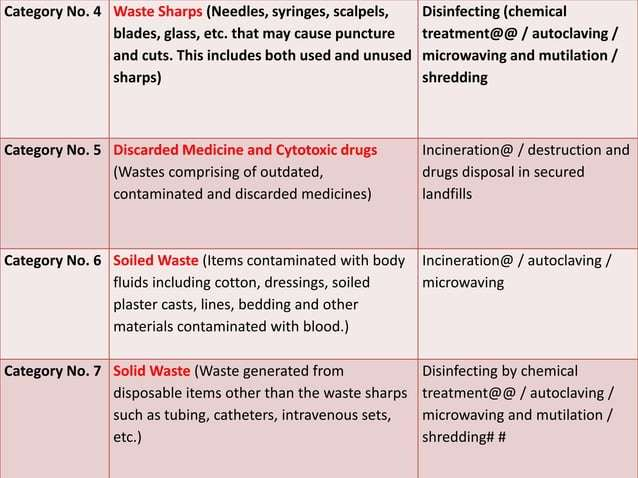 Category No. 4
Waste Sharps (Needles, syringes, scalpels,
blades, glass, etc. that may cause puncture
and cuts. This includes both used and unused
sharps)
Disinfecting (chemical
treatment@@ / autoclaving /
microwaving and mutilation /
shredding
Category No. 5
Discarded Medicine and Cytotoxic drugs
(Wastes comprising of outdated,
contaminated and discarded medicines)
Incineration@ / destruction and
drugs disposal in secured
landfills
Category No. 6
Soiled Waste (Items contaminated with body
fluids including cotton, dressings, soiled
plaster casts, lines, bedding and other
materials contaminated with blood.)
Incineration@ / autoclaving /
microwaving
Category No. 7
Solid Waste (Waste generated from
disposable items other than the waste sharps
such as tubing, catheters, intravenous sets,
etc.)
Disinfecting by chemical
treatment@@ / autoclaving /
microwaving and mutilation /
shredding# #